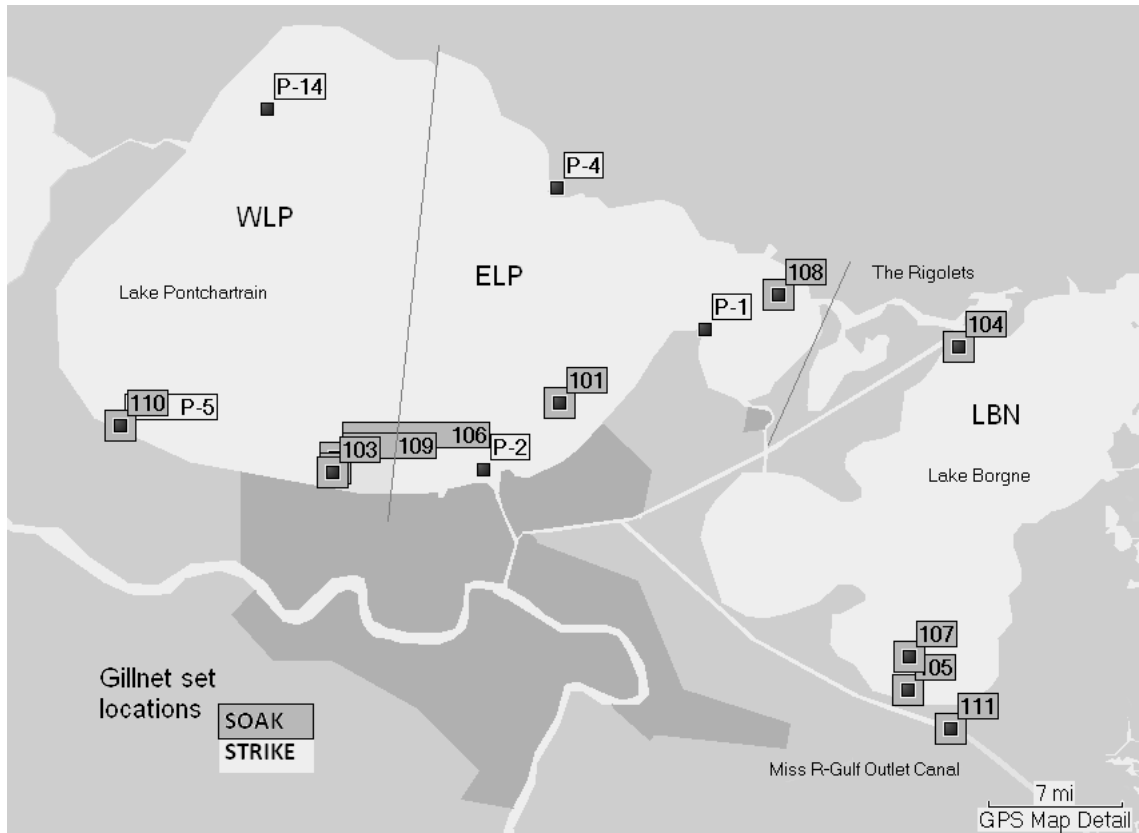 P-14
P-4
WLP
ELP
The Rigolets
108
Lake Pontchartrain
P-1
104
101
LBN
110
P-5
106
P-2
109
103
Lake Borgne
107
105
Gillnet set
locations
SOAK
STRIKE
111
Miss R-Gulf Outlet Canal
7 mi
GPS Map Detail